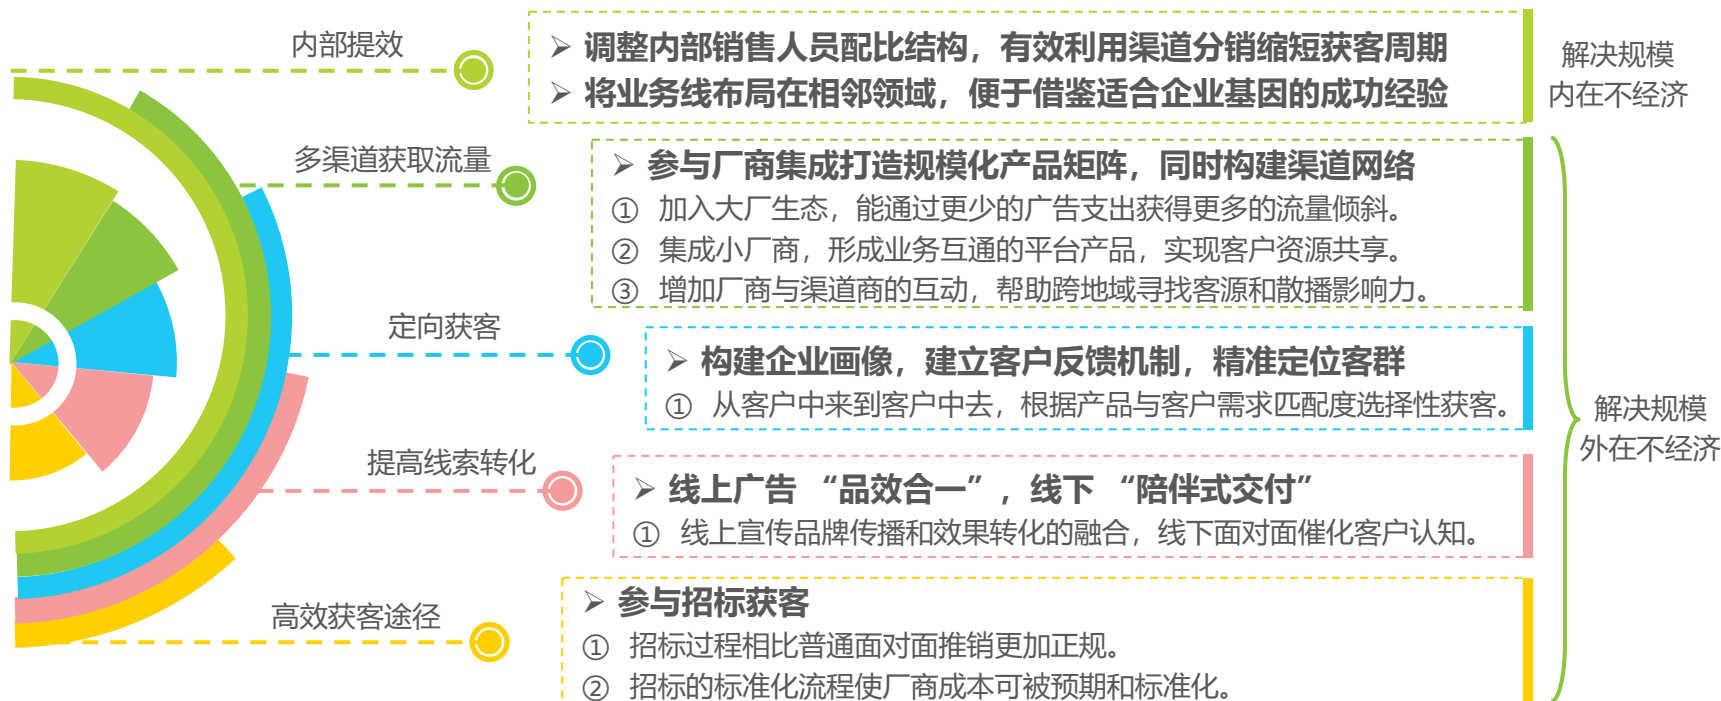 内部提效
➢ 调整内部销售人员配比结构，有效利用渠道分销缩短获客周期
➢ 将业务线布局在相邻领域，便于借鉴适合企业基因的成功经验
解决规模
内在不经济
多渠道获取流量
➢ 参与厂商集成打造规模化产品矩阵，同时构建渠道网络
① 加入大厂生态，能通过更少的广告支出获得更多的流量倾斜。
② 集成小厂商，形成业务互通的平台产品，实现客户资源共享。
③ 增加厂商与渠道商的互动，帮助跨地域寻找客源和散播影响力。
定向获客
➢ 构建企业画像，建立客户反馈机制，精准定位客群
① 从客户中来到客户中去，根据产品与客户需求匹配度选择性获客。
解决规模
外在不经济
提高线索转化
➢ 线上广告 “品效合一”，线下 “陪伴式交付”
① 线上宣传品牌传播和效果转化的融合，线下面对面催化客户认知。
高效获客途径
➢ 参与招标获客
① 招标过程相比普通面对面推销更加正规。
② 招标的标准化流程使厂商成本可被预期和标准化。